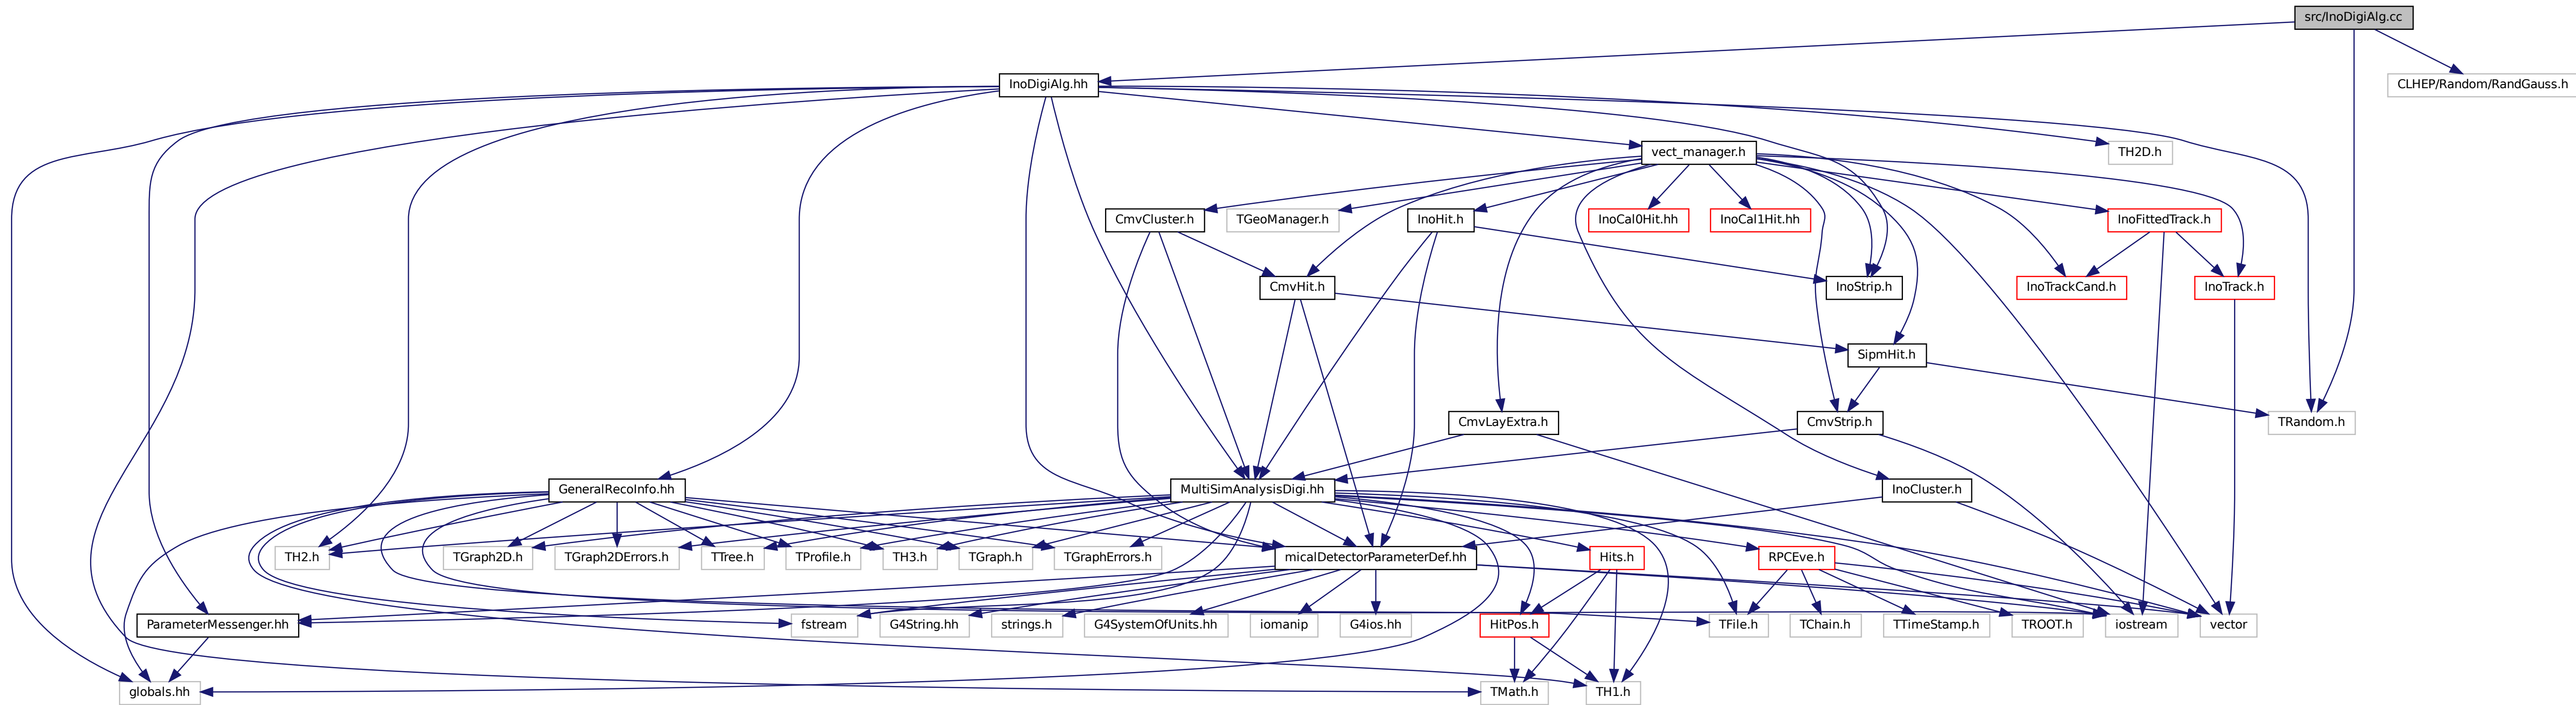 src/InoDigiAlg.cc
InoDigiAlg.hh
CLHEP/Random/RandGauss.h
vect_manager.h
TH2D.h
CmvCluster.h
TGeoManager.h
InoHit.h
InoCal0Hit.hh
InoCal1Hit.hh
InoFittedTrack.h
CmvHit.h
InoStrip.h
InoTrackCand.h
InoTrack.h
SipmHit.h
CmvLayExtra.h
CmvStrip.h
TRandom.h
GeneralRecoInfo.hh
MultiSimAnalysisDigi.hh
InoCluster.h
TH2.h
TGraph2D.h
TGraph2DErrors.h
TTree.h
TProfile.h
TH3.h
TGraph.h
TGraphErrors.h
micalDetectorParameterDef.hh
Hits.h
RPCEve.h
ParameterMessenger.hh
fstream
G4String.hh
strings.h
G4SystemOfUnits.hh
iomanip
G4ios.hh
HitPos.h
TFile.h
TChain.h
TTimeStamp.h
TROOT.h
iostream
vector
globals.hh
TMath.h
TH1.h